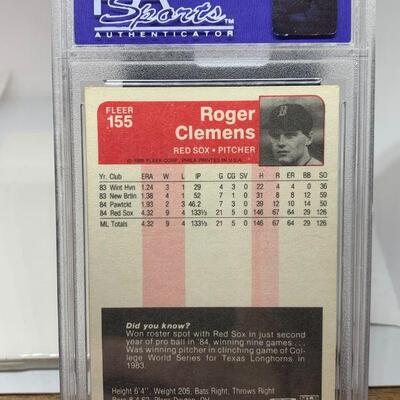 Sports™
AUTHENTICATOR
FLEER
155
Roger
Clemens
RED SOX • PITCHER
© 1985 FLEER CORP. PHILA. PRINTED IN U.S.A.
Yr. Club ERA W L IP G CG SV H R ER BB SO
83 Wint Hvn 1.24 3 1 29 4 3 0 22 4 4 0 36
83 New Britn 1.38 4 1 52 7 3 0 31 8 8 12 59
84 Pawtckt 1.93 2 3 46.2 39 12 10 14 50
84 Red Sox 4.32 9 4 133⅓ 21 5 0 146 67 64 29 126
ML Totals 4.32 9 4 133⅓ 21 5 0 146 67 64 29 126
Did you know?
Won roster spot with Red Sox in just second
year of pro ball in '84, winning nine games . . .
Was winning pitcher in clinching game of Col-
lege World Series for Texas Longhorns in
1983.
Height 6'4", Weight 205, Bats Right, Throws Right